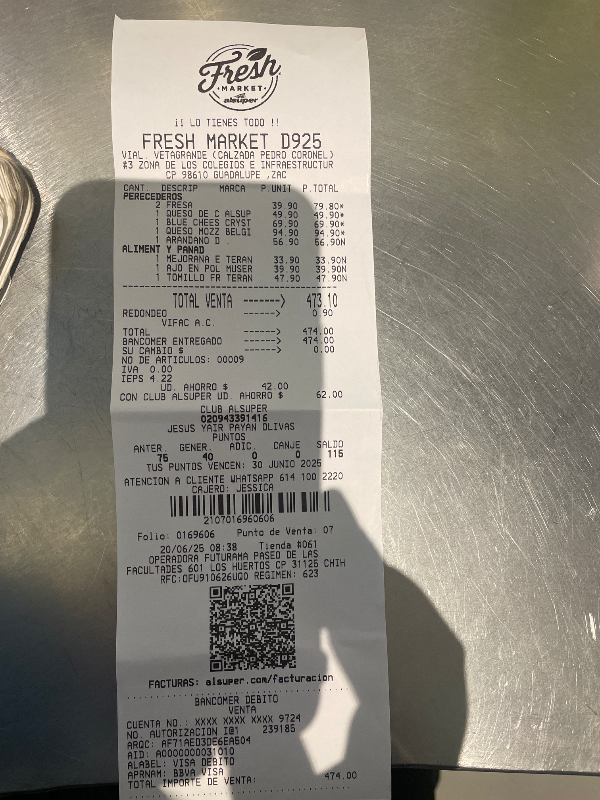 Fresh
MARKET
alsuper
¡¡ LO TIENES TODO !!
FRESH MARKET D925
VIAL. VETAGRANDE (CALZADA PEDRO CORONEL)
#3 ZONA DE LOS COLEGIOS E INFRAESTRUCTUR
CP 98610 GUADALUPE ,ZAC
CANT. DESCRIP MARCA P.UNIT P.TOTAL
PERECEDEROS
2 FRESA 39.90 79.80*
1 QUESO DE C ALSUP 49.90 49.90*
1 BLUE CHEES CRYST 69.90 69.90*
1 QUESO MOZZ BELGI 94.90 94.90*
1 ARANDANO D . 56.90 56.90N
ALIMENT Y PANAD
1 MEJORANA E TERAN 33.90 33.90N
1 AJO EN POL MUSER 39.90 39.90N
1 TOMILLO FR TERAN 47.90 47.90N
TOTAL VENTA -------> 473.10
REDONDEO ------> 0.90
VIFAC A.C.
TOTAL ------> 474.00
BANCOMER ENTREGADO ------> 474.00
SU CAMBIO $ ------> 0.00
NO DE ARTICULOS: 00009
IVA 0.00
IEPS 4.22
UD. AHORRO $ 42.00
CON CLUB ALSUPER UD. AHORRO $ 62.00
CLUB ALSUPER
020943391416
JESUS YAIR PAYAN OLIVAS
PUNTOS
ANTER. GENER. ADIC. CANJE SALDO
75 40 0 0 115
TUS PUNTOS VENCEN: 30 JUNIO 2025
ATENCION A CLIENTE WHATSAPP 614 100 2220
CAJERO: JESSICA
2107016960606
Folio: 0169606 Punto de Venta: 07
20/06/25 08:38 Tienda #061
OPERADORA FUTURAMA PASEO DE LAS
FACULTADES 601 LOS HUERTOS CP 31125 CHIH
RFC:OFU910626UQ0 REGIMEN: 623
FACTURAS: alsuper.com/facturacion
BANCOMER DEBITO
VENTA
CUENTA NO.: XXXX XXXX XXXX 9724
NO. AUTORIZACION I@1 239185
ARQC: AF71AED3DE6EA504
AID: A0000000031010
ALABEL: VISA DEBITO
APRNAM: BBVA VISA
TOTAL IMPORTE DE VENTA: 474.00